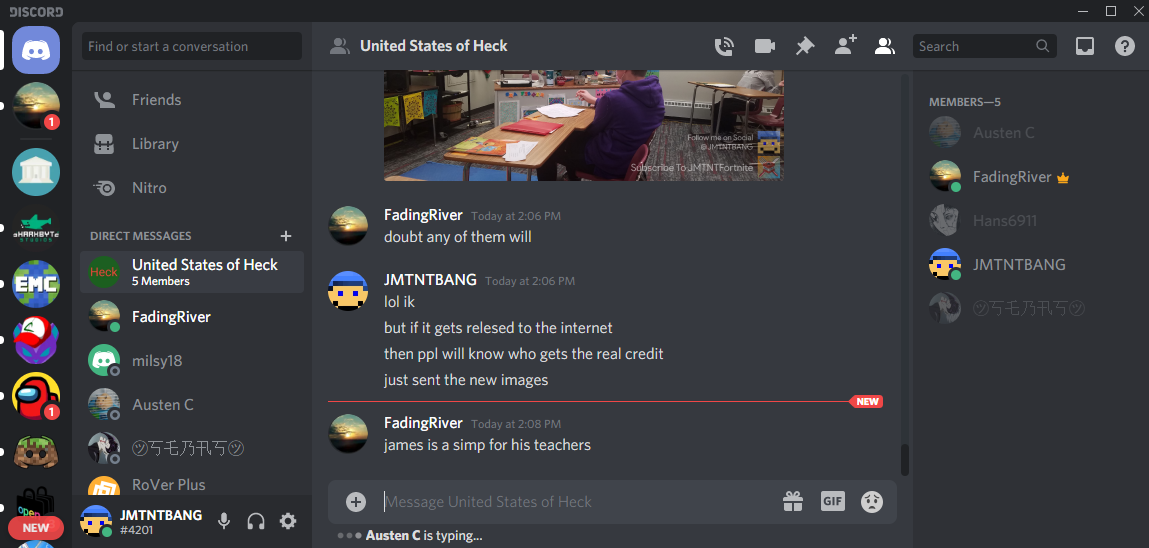 DISCORD
Find or start a conversation
United States of Heck
Search
1
Friends
Library
Nitro
DIRECT MESSAGES
Heck
United States of Heck
5 Members
FadingRiver
milsy18
Austen C
㋡丂乇乃卂丂㋡
RoVer Plus
SHARKBYTE
STUDIOS
EMC
1
open
NEW
JMTNTBANG
#4201
Follow me on Social
@JMTNTBANG
Subscribe To JMTNTFortnite
FadingRiver Today at 2:06 PM
doubt any of them will
JMTNTBANG Today at 2:06 PM
lol ik
but if it gets relesed to the internet
then ppl will know who gets the real credit
just sent the new images
NEW
FadingRiver Today at 2:08 PM
james is a simp for his teachers
Message United States of Heck
GIF
Austen C is typing...
MEMBERS—5
Austen C
FadingRiver
Hans6911
JMTNTBANG
㋡丂乇乃卂丂㋡